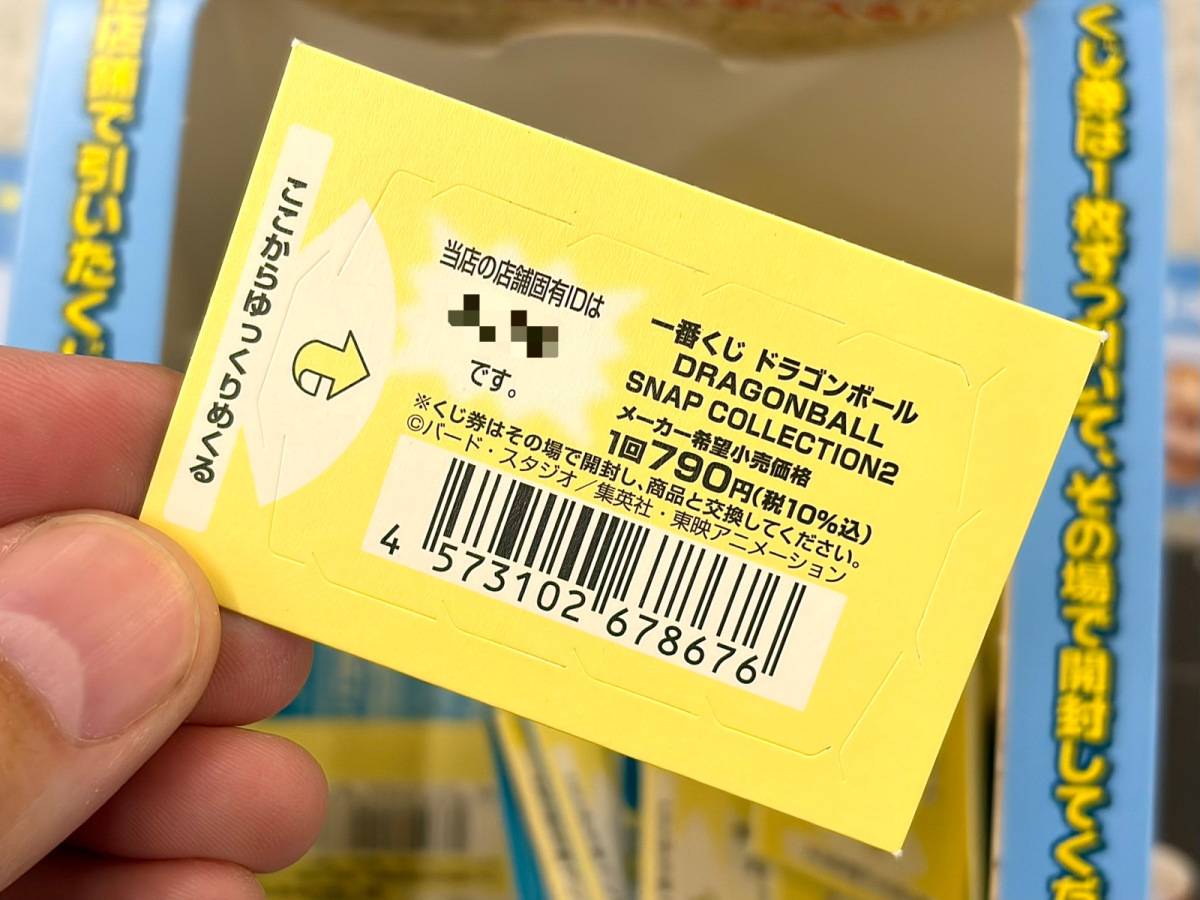 店頭で引いたく
くじ券は1枚ずつ引いて、その場で開封してくだ
ここからゆっくりめくる
当店の店舗固有IDは
です。
一番くじ ドラゴンボール
DRAGONBALL
SNAP COLLECTION2
メーカー希望小売価格
1回790円(税10%込)
※くじ券はその場で開封し、商品と交換してください。
©バード・スタジオ/集英社・東映アニメーション
4 573102 678676